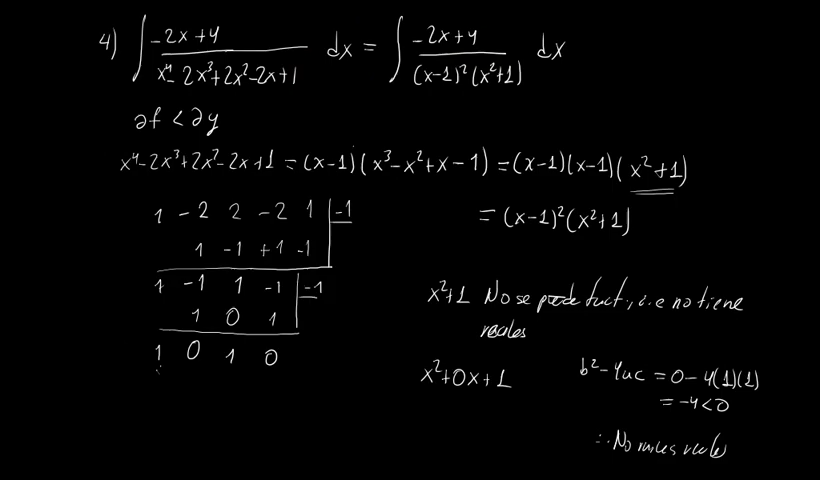 4) ∫ -2x+4 / x⁴-2x³+2x²-2x+1 dx = ∫ -2x+4 / (x-1)²(x²+1) dx
∂f < ∂g
x⁴-2x³+2x²-2x+1 = (x-1)(x³-x²+x-1) = (x-1)(x-1)(x²+1)
= (x-1)²(x²+1)
1 -2 2 -2 1 | -1
1 -1 +1 -1
1 -1 1 -1 | -1
1 0 1
1 0 1 0
x²+1 No se puede fact., i.e no tiene
reales
x²+0x+1
b²-4ac = 0-4(1)(1)
= -4<0
∴ No raices reales